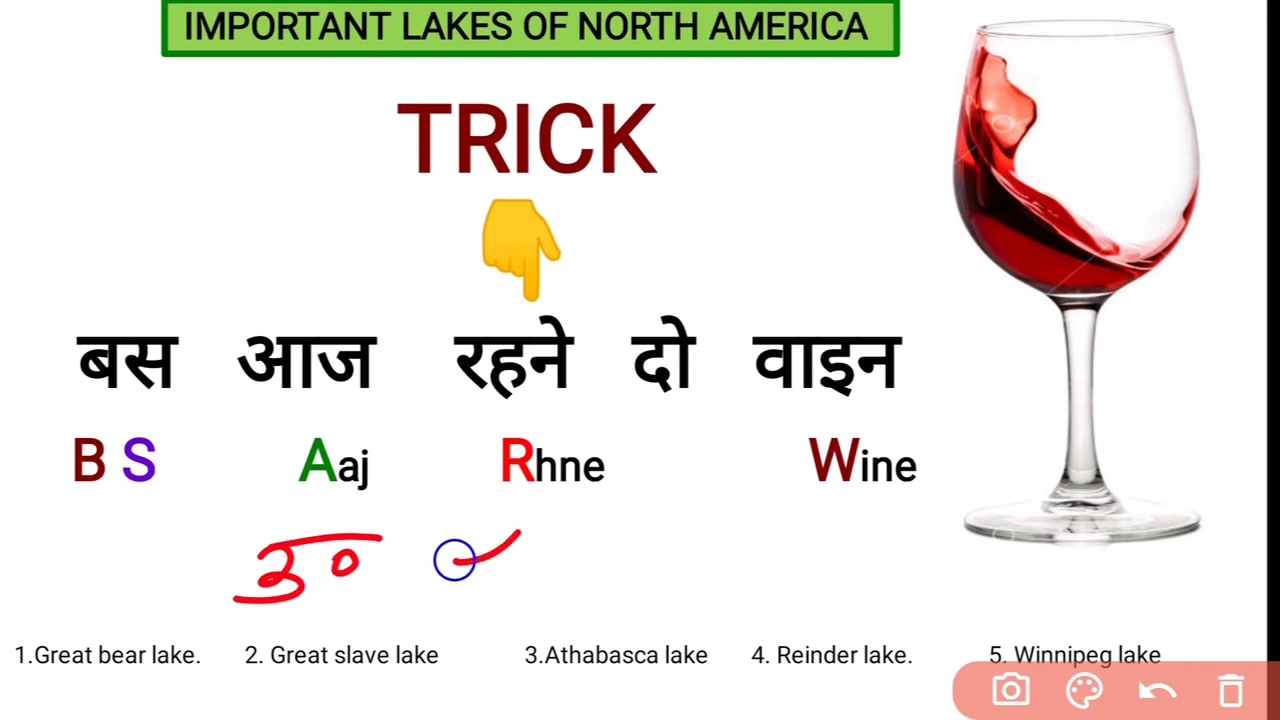 IMPORTANT LAKES OF NORTH AMERICA
TRICK
बस आज रहने दो वाइन
B S Aaj Rhne Wine
1.Great bear lake. 2. Great slave lake 3.Athabasca lake 4. Reinder lake. 5. Winnipeg lake